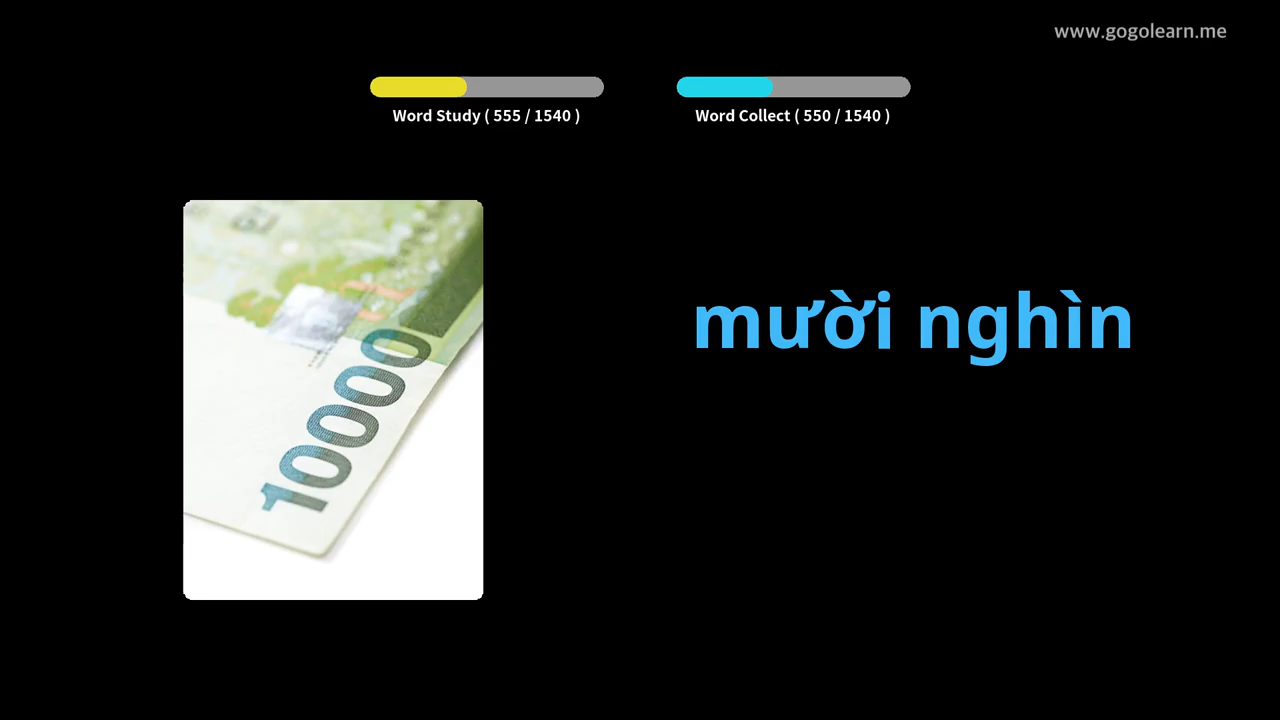 www.gogolearn.me
Word Study ( 555 / 1540 )
Word Collect ( 550 / 1540 )
10000
mười nghìn